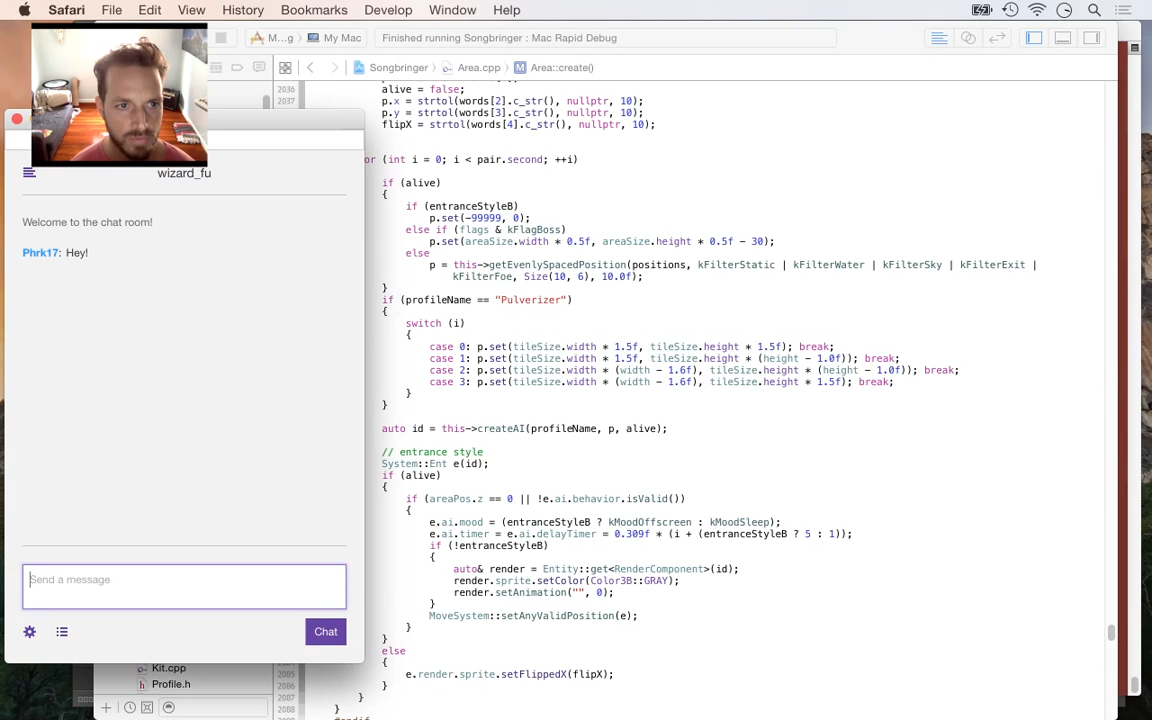 Safari File Edit View History Bookmarks Develop Window Help
M...g My Mac Finished running Songbringer : Mac Rapid Debug
Songbringer Area.cpp M Area::create()
2036
alive = false;
2037
p.x = strtol(words[2].c_str(), nullptr, 10);
p.y = strtol(words[3].c_str(), nullptr, 10);
flipX = strtol(words[4].c_str(), nullptr, 10);
or (int i = 0; i < pair.second; ++i)
if (alive)
{
if (entranceStyleB)
p.set(-99999, 0);
else if (flags & kFlagBoss)
p.set(areaSize.width * 0.5f, areaSize.height * 0.5f - 30);
else
p = this->getEvenlySpacedPosition(positions, kFilterStatic | kFilterWater | kFilterSky | kFilterExit |
kFilterFoe, Size(10, 6), 10.0f);
}
if (profileName == "Pulverizer")
{
switch (i)
{
case 0: p.set(tileSize.width * 1.5f, tileSize.height * 1.5f); break;
case 1: p.set(tileSize.width * 1.5f, tileSize.height * (height - 1.0f)); break;
case 2: p.set(tileSize.width * (width - 1.6f), tileSize.height * (height - 1.0f)); break;
case 3: p.set(tileSize.width * (width - 1.6f), tileSize.height * 1.5f); break;
}
}
auto id = this->createAI(profileName, p, alive);
// entrance style
System::Ent e(id);
if (alive)
{
if (areaPos.z == 0 || !e.ai.behavior.isValid())
{
e.ai.mood = (entranceStyleB ? kMoodOffscreen : kMoodSleep);
e.ai.timer = e.ai.delayTimer = 0.309f * (i + (entranceStyleB ? 5 : 1));
if (!entranceStyleB)
{
auto& render = Entity::get<RenderComponent>(id);
render.sprite.setColor(Color3B::GRAY);
render.setAnimation("", 0);
}
MoveSystem::setAnyValidPosition(e);
}
}
else
{
e.render.sprite.setFlippedX(flipX);
2085
}
2086
}
2087
}
2088
wizard_fu
Welcome to the chat room!
Phrk17: Hey!
Send a message
Chat
Kit.cpp
h Profile.h